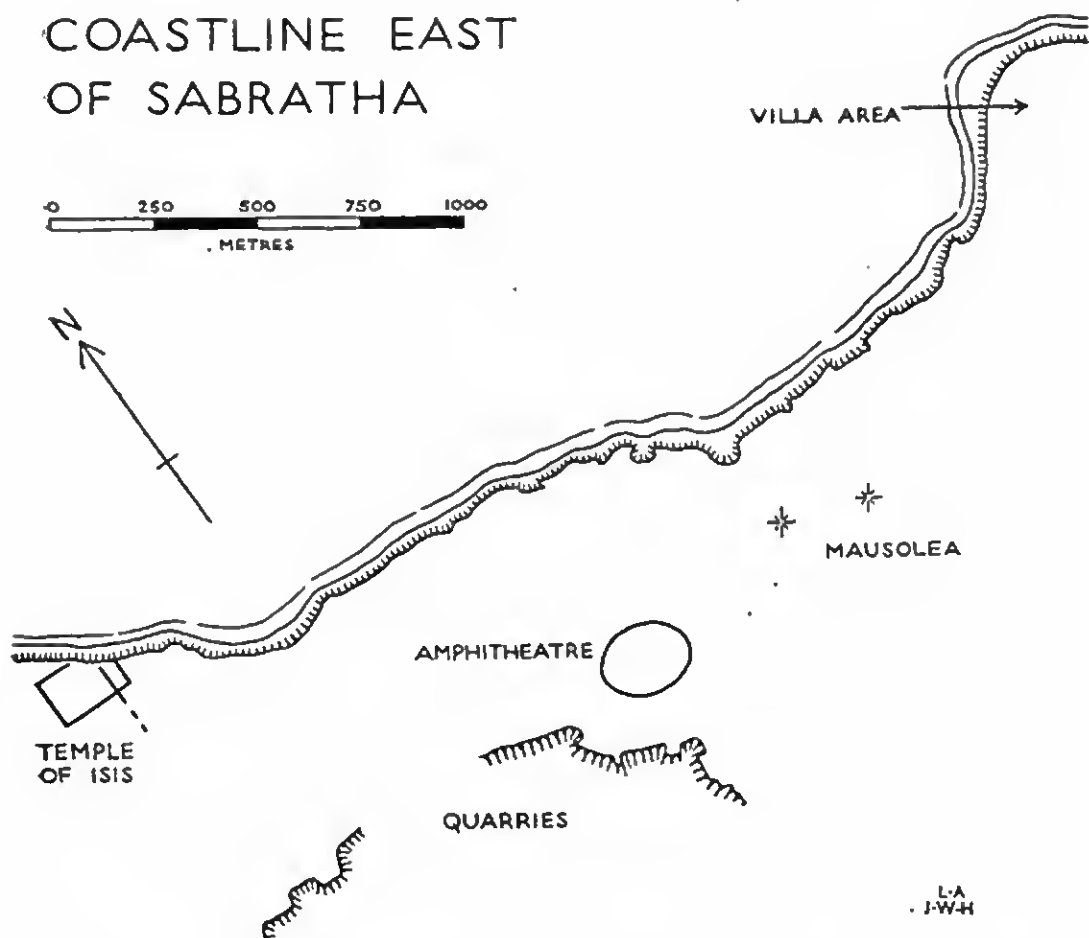 COASTLINE EAST
OF SABRATHA
VILLA AREA
0 250 500 750 1000
METRES
N
MAUSOLEA
AMPHITHEATRE
TEMPLE
OF ISIS
QUARRIES
L·A
J·W·H